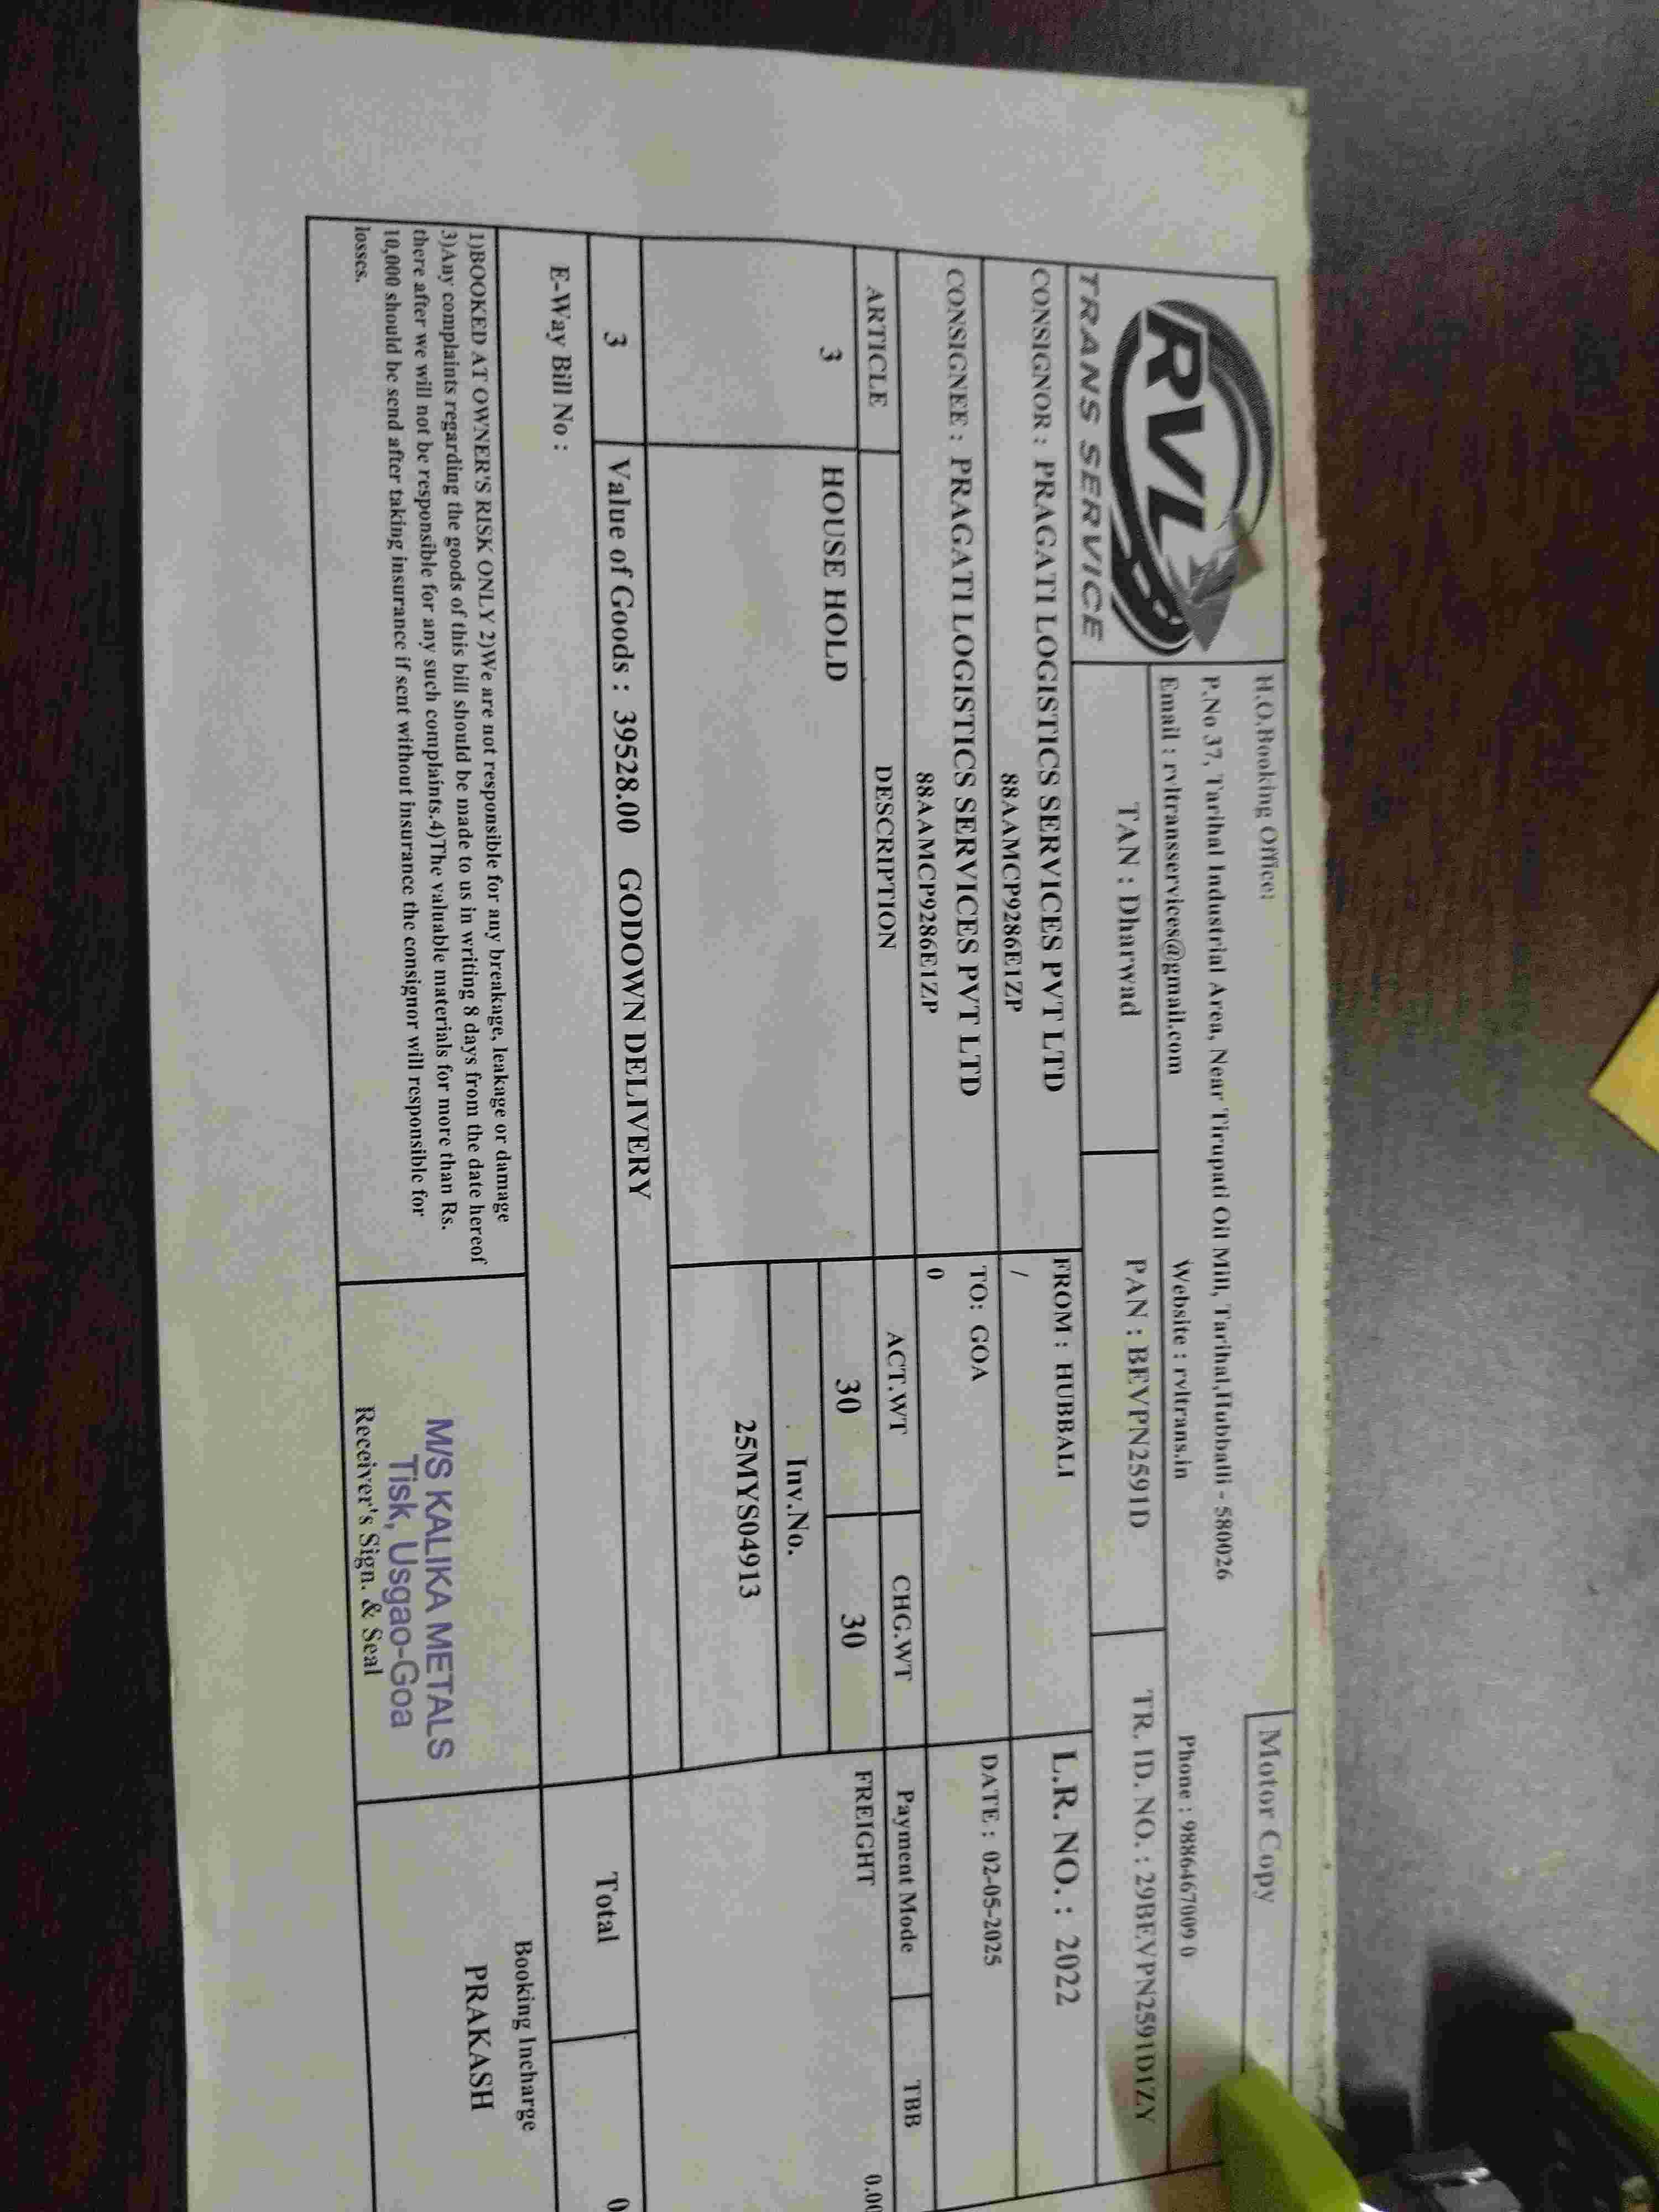 Motor Copy
RVL
TRANS SERVICE
H.O.Booking Office:
P.No 37, Tarihal Industrial Area, Near Tirupati Oil Mill, Tarihal,Hubballi - 580026
Email : rvltransservices@gmail.com Website : rvltrans.in Phone : 9886467009 0
TAN : Dharwad PAN : BEVPN2591D TR. ID. NO. : 29BEVPN2591D1ZY
CONSIGNOR : PRAGATI LOGISTICS SERVICES PVT LTD FROM : HUBBALI L.R. NO. : 2022
88AAMCP9286E1ZP /
CONSIGNEE : PRAGATI LOGISTICS SERVICES PVT LTD TO: GOA DATE : 02-05-2025
88AAMCP9286E1ZP 0
ARTICLE DESCRIPTION ACT.WT CHG.WT Payment Mode TBB
3 HOUSE HOLD 30 30 FREIGHT 0.00
Inv.No.
25MYS04913
3 Value of Goods : 39528.00 GODOWN DELIVERY
E-Way Bill No : Total 0
1)BOOKED AT OWNER'S RISK ONLY 2)We are not responsible for any breakage, leakage or damage
3)Any complaints regarding the goods of this bill should be made to us in writing 8 days from the date hereof
there after we will not be responsible for any such complaints.4)The valuable materials for more than Rs.
10,000 should be send after taking insurance if sent without insurance the consignor will responsible for
losses.
M/S KALIKA METALS
Tisk, Usgao-Goa
Receiver's Sign. & Seal
Booking Incharge
PRAKASH